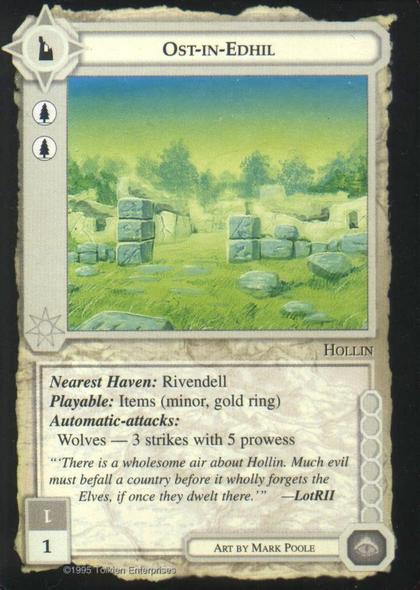 Ost-in-Edhil
Hollin
Nearest Haven: Rivendell
Playable: Items (minor, gold ring)
Automatic-attacks:
Wolves — 3 strikes with 5 prowess
“‘There is a wholesome air about Hollin. Much evil
must befall a country before it wholly forgets the
Elves, if once they dwelt there.’” —LotRII
1
1
Art by Mark Poole
©1995 Tolkien Enterprises